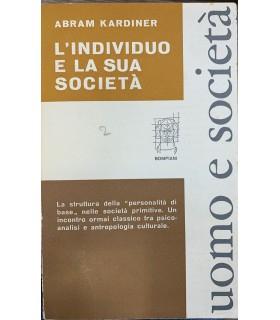 ABRAM KARDINER
L'INDIVIDUO
E LA SUA
SOCIETÀ
2
BOMPIANI
La struttura della "personalità di
base„ nelle società primitive. Un
incontro ormai classico tra psico-
analisi e antropologia culturale.
uomo e società